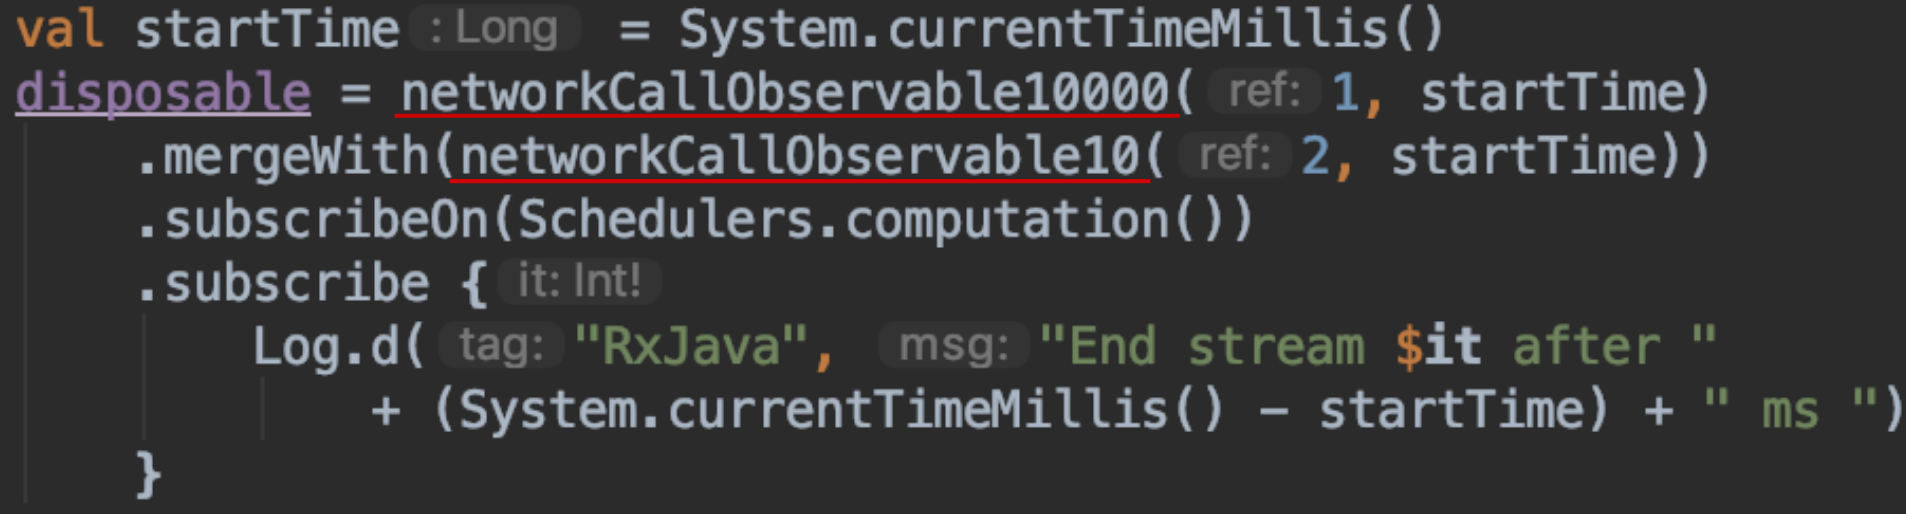 val startTime : Long = System.currentTimeMillis()
disposable = networkCallObservable10000( ref: 1, startTime)
.mergeWith(networkCallObservable10( ref: 2, startTime))
.subscribeOn(Schedulers.computation())
.subscribe { it: Int!
Log.d( tag: "RxJava", msg: "End stream $it after "
+ (System.currentTimeMillis() - startTime) + " ms ")
}